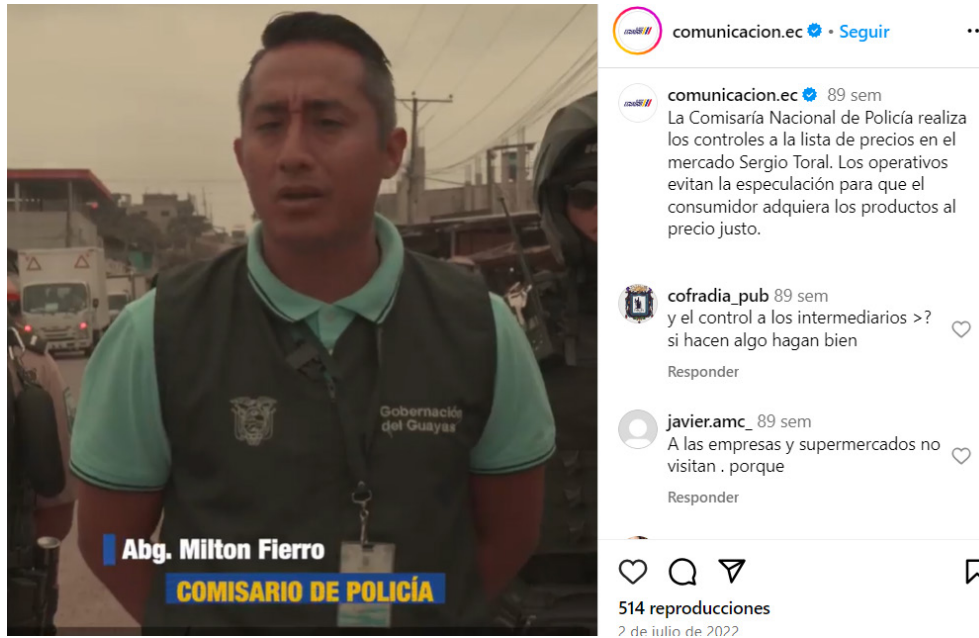 Gobernación
del Guayas
Abg. Milton Fierro
COMISARIO DE POLICÍA
comunicacion.ec • Seguir
comunicacion.ec 89 sem
La Comisaría Nacional de Policía realiza
los controles a la lista de precios en el
mercado Sergio Toral. Los operativos
evitan la especulación para que el
consumidor adquiera los productos al
precio justo.
cofradia_pub 89 sem
y el control a los intermediarios >?
si hacen algo hagan bien
Responder
javier.amc_ 89 sem
A las empresas y supermercados no
visitan . porque
Responder
514 reproducciones
2 de julio de 2022